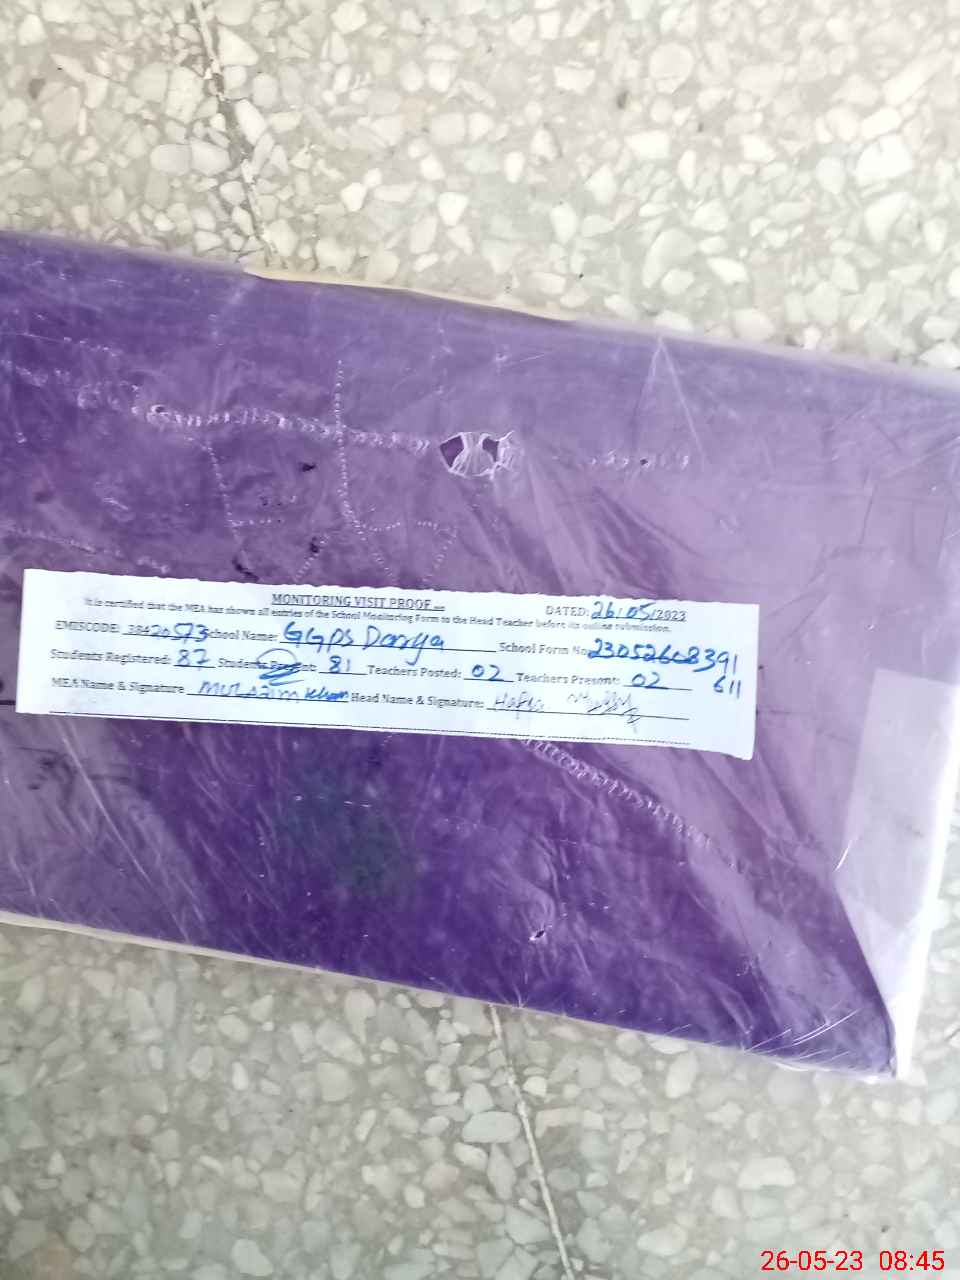 MONITORING VISIT PROOF
DATED: 26/05/2023
It is certified that the MEA has shown all entries of the School Monitoring Form to the Head Teacher before its online submission.
EMISCODE: 38420573 School Name: GGPS Darya School Form No 23052608391
611
Students Registered: 87 Students Present: 81 Teachers Posted: 02 Teachers Present: 02
MEA Name & Signature Mulazim Khan Head Name & Signature:
26-05-23 08:45